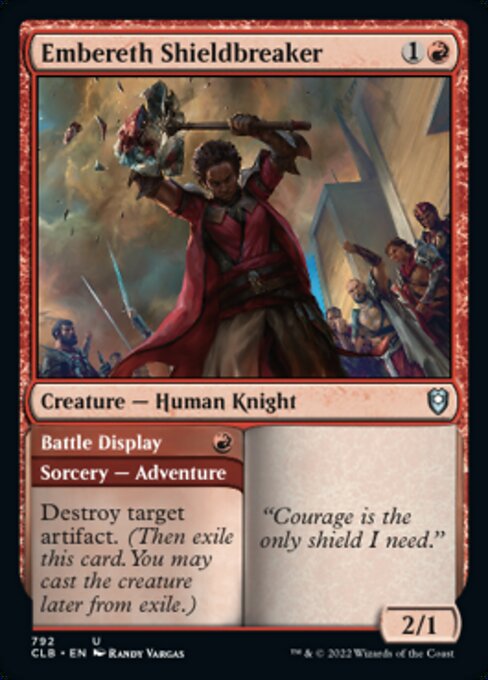 Embereth Shieldbreaker 1
Creature — Human Knight
Battle Display
Sorcery — Adventure
Destroy target
artifact. (Then exile
this card. You may
cast the creature
later from exile.)
“Courage is the
only shield I need.”
2/1
792 U
CLB • EN Randy Vargas
™ & © 2022 Wizards of the Coast